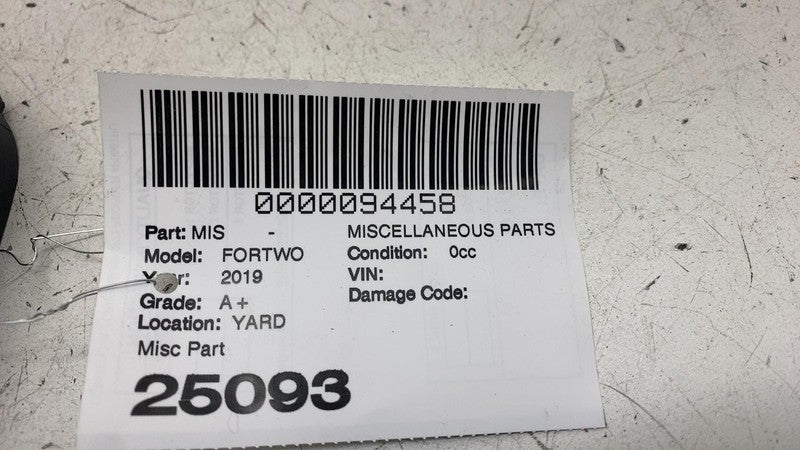 0000094458
Part: MIS - MISCELLANEOUS PARTS
Model: FORTWO Condition: 0cc
Year: 2019 VIN:
Grade: A+ Damage Code:
Location: YARD
Misc Part
25093